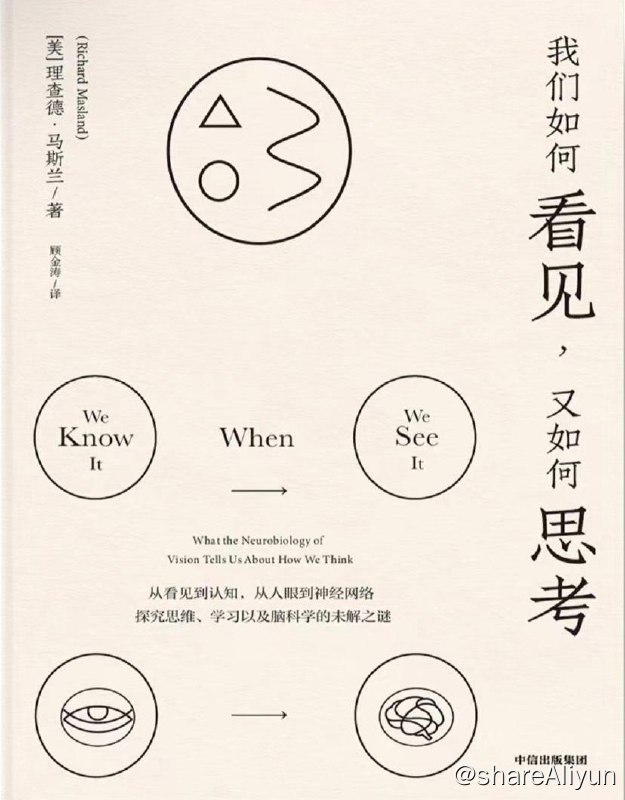 我们如何看见，又如何思考
[美]理查德·马斯兰/著
(Richard Masland)
顾金涛/译
We
Know
It
When
We
See
It
What the Neurobiology of
Vision Tells Us About How We Think
从看见到认知，从人眼到神经网络
探究思维、学习以及脑科学的未解之谜
中信出版集团
@shareAliyun